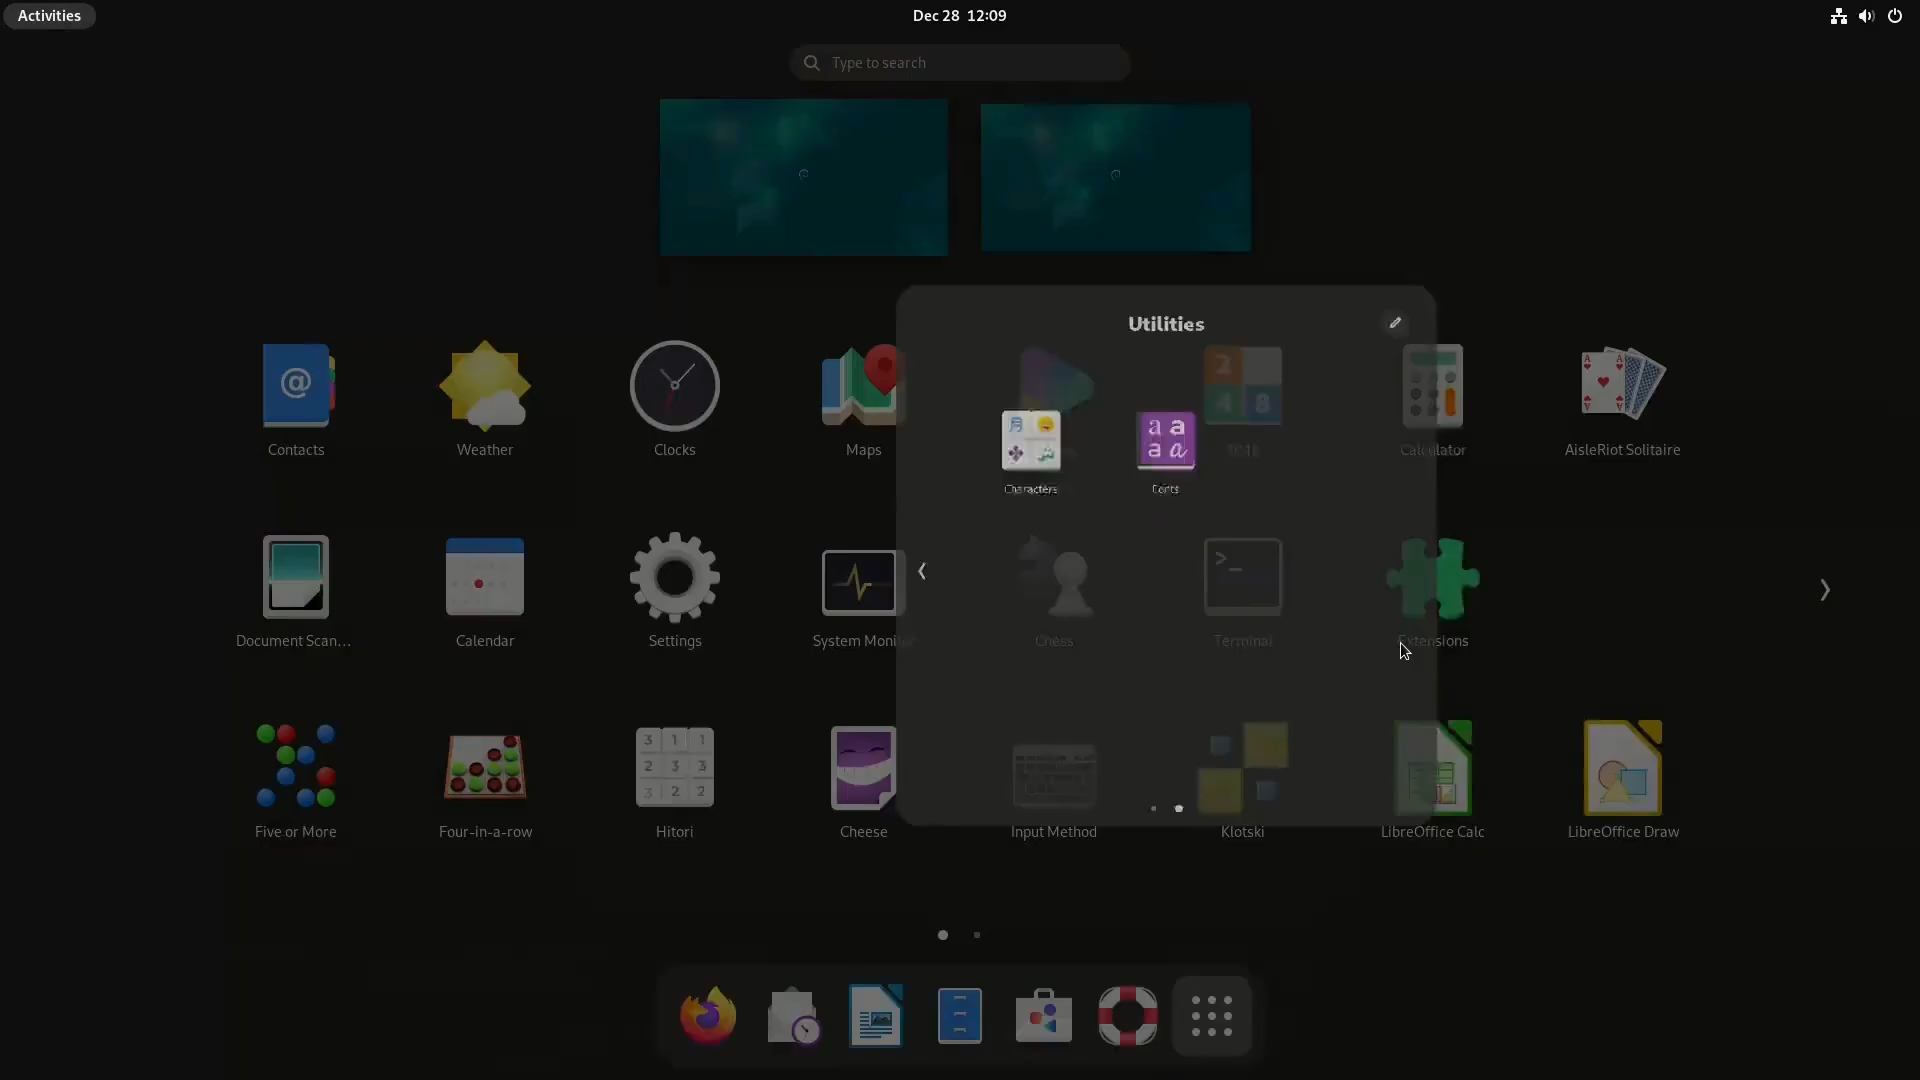 Activities
Dec 28 12:09
Type to search
Utilities
Contacts
Weather
Clocks
Maps
Calculator
AisleRiot Solitaire
Characters
Fonts
Document Scan...
Calendar
Settings
System Monit
Chess
Terminal
Extensions
Five or More
Four-in-a-row
Hitori
Cheese
Input Method
Klotski
LibreOffice Calc
LibreOffice Draw